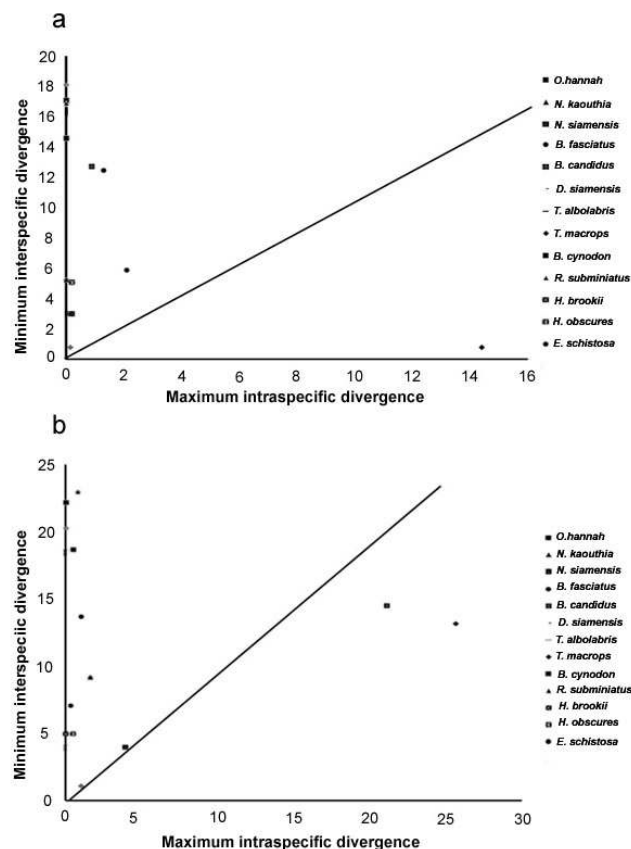 a
Minimum interspecific divergence
20
18
16
14
12
10
8
6
4
2
0
0 2 4 6 8 10 12 14 16
Maximum intraspecific divergence
O.hannah
N. kaouthia
N. siamensis
B. fasciatus
B. candidus
D. siamensis
T. albolabris
T. macrops
B. cynodon
R. subminiatus
H. brookii
H. obscures
E. schistosa
b
Minimum interspeciic divergence
25
20
15
10
5
0
0 5 10 15 20 25 30
Maximum intraspecific divergence
O.hannah
N. kaouthia
N. siamensis
B. fasciatus
B. candidus
D. siamensis
T. albolabris
T. macrops
B. cynodon
R. subminiatus
H. brookii
H. obscures
E. schistosa